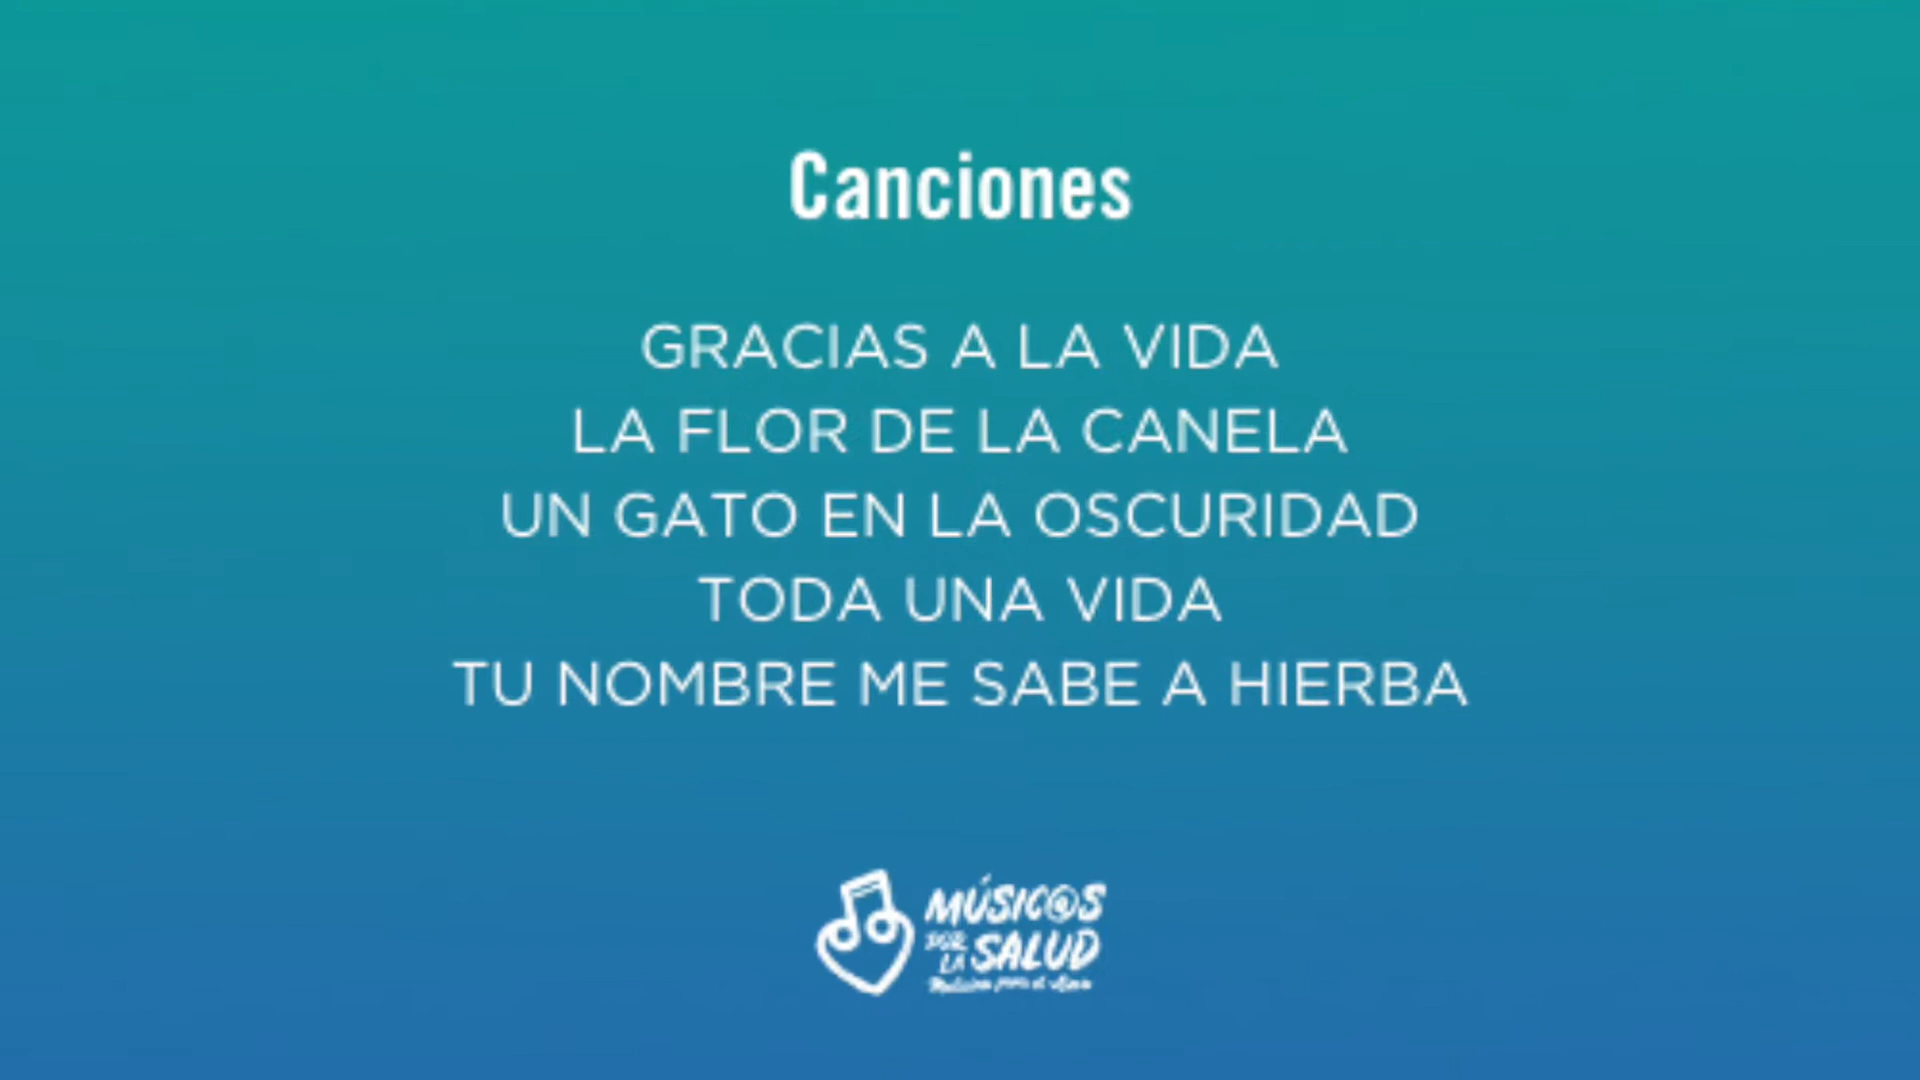 Canciones
GRACIAS A LA VIDA
LA FLOR DE LA CANELA
UN GATO EN LA OSCURIDAD
TODA UNA VIDA
TU NOMBRE ME SABE A HIERBA
MÚSIC@S
POR LA SALUD